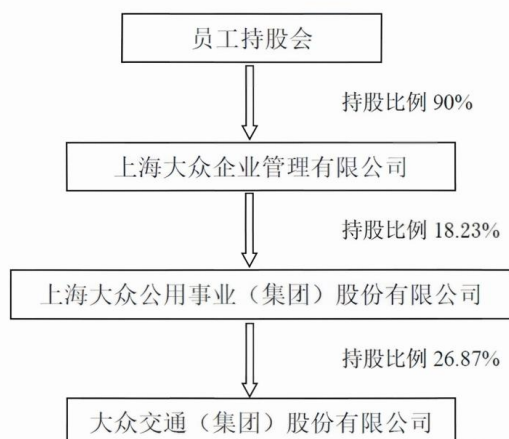 员工持股会
持股比例 90%
上海大众企业管理有限公司
持股比例 18.23%
上海大众公用事业（集团）股份有限公司
持股比例 26.87%
大众交通（集团）股份有限公司